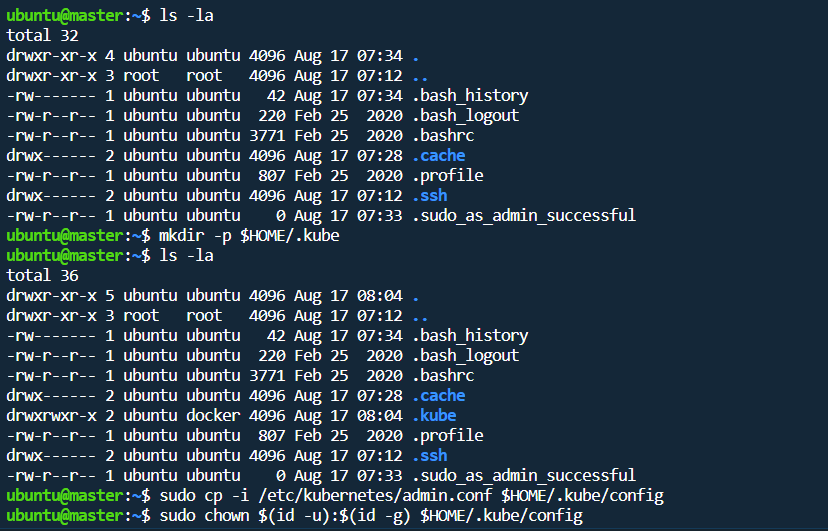 ubuntu@master:~$ ls -la
total 32
drwxr-xr-x 4 ubuntu ubuntu 4096 Aug 17 07:34 .
drwxr-xr-x 3 root   root   4096 Aug 17 07:12 ..
-rw------- 1 ubuntu ubuntu   42 Aug 17 07:34 .bash_history
-rw-r--r-- 1 ubuntu ubuntu  220 Feb 25  2020 .bash_logout
-rw-r--r-- 1 ubuntu ubuntu 3771 Feb 25  2020 .bashrc
drwx------ 2 ubuntu ubuntu 4096 Aug 17 07:28 .cache
-rw-r--r-- 1 ubuntu ubuntu  807 Feb 25  2020 .profile
drwx------ 2 ubuntu ubuntu 4096 Aug 17 07:12 .ssh
-rw-r--r-- 1 ubuntu ubuntu    0 Aug 17 07:33 .sudo_as_admin_successful
ubuntu@master:~$ mkdir -p $HOME/.kube
ubuntu@master:~$ ls -la
total 36
drwxr-xr-x 5 ubuntu ubuntu 4096 Aug 17 08:04 .
drwxr-xr-x 3 root   root   4096 Aug 17 07:12 ..
-rw------- 1 ubuntu ubuntu   42 Aug 17 07:34 .bash_history
-rw-r--r-- 1 ubuntu ubuntu  220 Feb 25  2020 .bash_logout
-rw-r--r-- 1 ubuntu ubuntu 3771 Feb 25  2020 .bashrc
drwx------ 2 ubuntu ubuntu 4096 Aug 17 07:28 .cache
drwxrwxr-x 2 ubuntu docker 4096 Aug 17 08:04 .kube
-rw-r--r-- 1 ubuntu ubuntu  807 Feb 25  2020 .profile
drwx------ 2 ubuntu ubuntu 4096 Aug 17 07:12 .ssh
-rw-r--r-- 1 ubuntu ubuntu    0 Aug 17 07:33 .sudo_as_admin_successful
ubuntu@master:~$ sudo cp -i /etc/kubernetes/admin.conf $HOME/.kube/config
ubuntu@master:~$ sudo chown $(id -u):$(id -g) $HOME/.kube/config